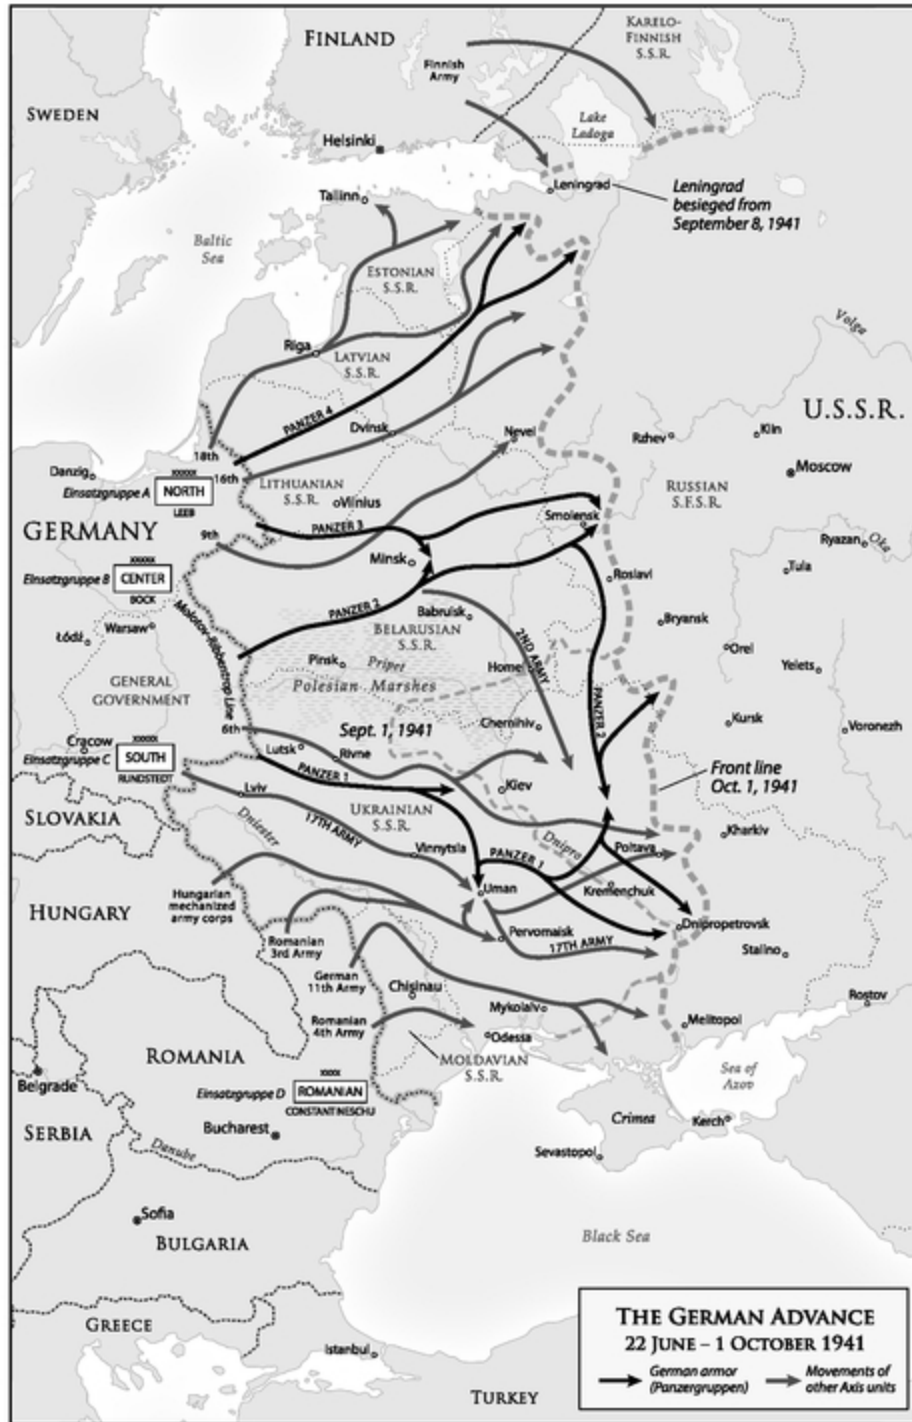 FINLAND
KARELO-
FINNISH
S.S.R.
Finnish
Army
SWEDEN
Lake
Ladoga
Helsinki
Leningrad
Leningrad
besieged from
September 8, 1941
Tallinn
Baltic
Sea
ESTONIAN
S.S.R.
Volga
Riga
LATVIAN
S.S.R.
U.S.S.R.
PANZER 4
Dvinsk
Nevel
Rzhev
Klin
18th
Danzig
Einsatzgruppe A
XXXXX
NORTH
LEEB
16th
LITHUANIAN
S.S.R.
Vilnius
Moscow
RUSSIAN
S.F.S.R.
GERMANY
PANZER 3
Smolensk
9th
Ryazan
Oka
Minsk
Einsatzgruppe B
XXXXX
CENTER
BOCK
Roslavl
Tula
Molotov-Ribbentrop Line
PANZER 2
Babruisk
BELARUSIAN
S.S.R.
2ND ARMY
Bryansk
Łódź
Warsaw
Orel
Pinsk
Pripet
Polesian Marshes
Homel
Yelets
GENERAL
GOVERNMENT
PANZER 2
6th
Sept. 1, 1941
Chernihiv
Kursk
Voronezh
Cracow
Einsatzgruppe C
XXXXX
SOUTH
RUNDSTEDT
Lutsk
Rivne
PANZER 1
Front line
Oct. 1, 1941
Lviv
Kiev
UKRAINIAN
S.S.R.
SLOVAKIA
Dniester
17TH ARMY
Vinnytsia
Dnipro
Poltava
Kharkiv
PANZER 1
Hungarian
mechanized
army corps
Uman
Kremenchuk
HUNGARY
Romanian
3rd Army
Pervomaisk
Dnipropetrovsk
17TH ARMY
Stalino
German
11th Army
Chisinau
Mykolaiv
Rostov
Romanian
4th Army
Melitopol
Odessa
ROMANIA
MOLDAVIAN
S.S.R.
Sea of
Azov
Belgrade
Einsatzgruppe D
XXXX
ROMANIAN
CONSTANTINESCHU
SERBIA
Bucharest
Crimea
Kerch
Danube
Sevastopol
Sofia
BULGARIA
Black Sea
GREECE
Istanbul
TURKEY
THE GERMAN ADVANCE
22 JUNE – 1 OCTOBER 1941
German armor
(Panzergruppen)
Movements of
other Axis units